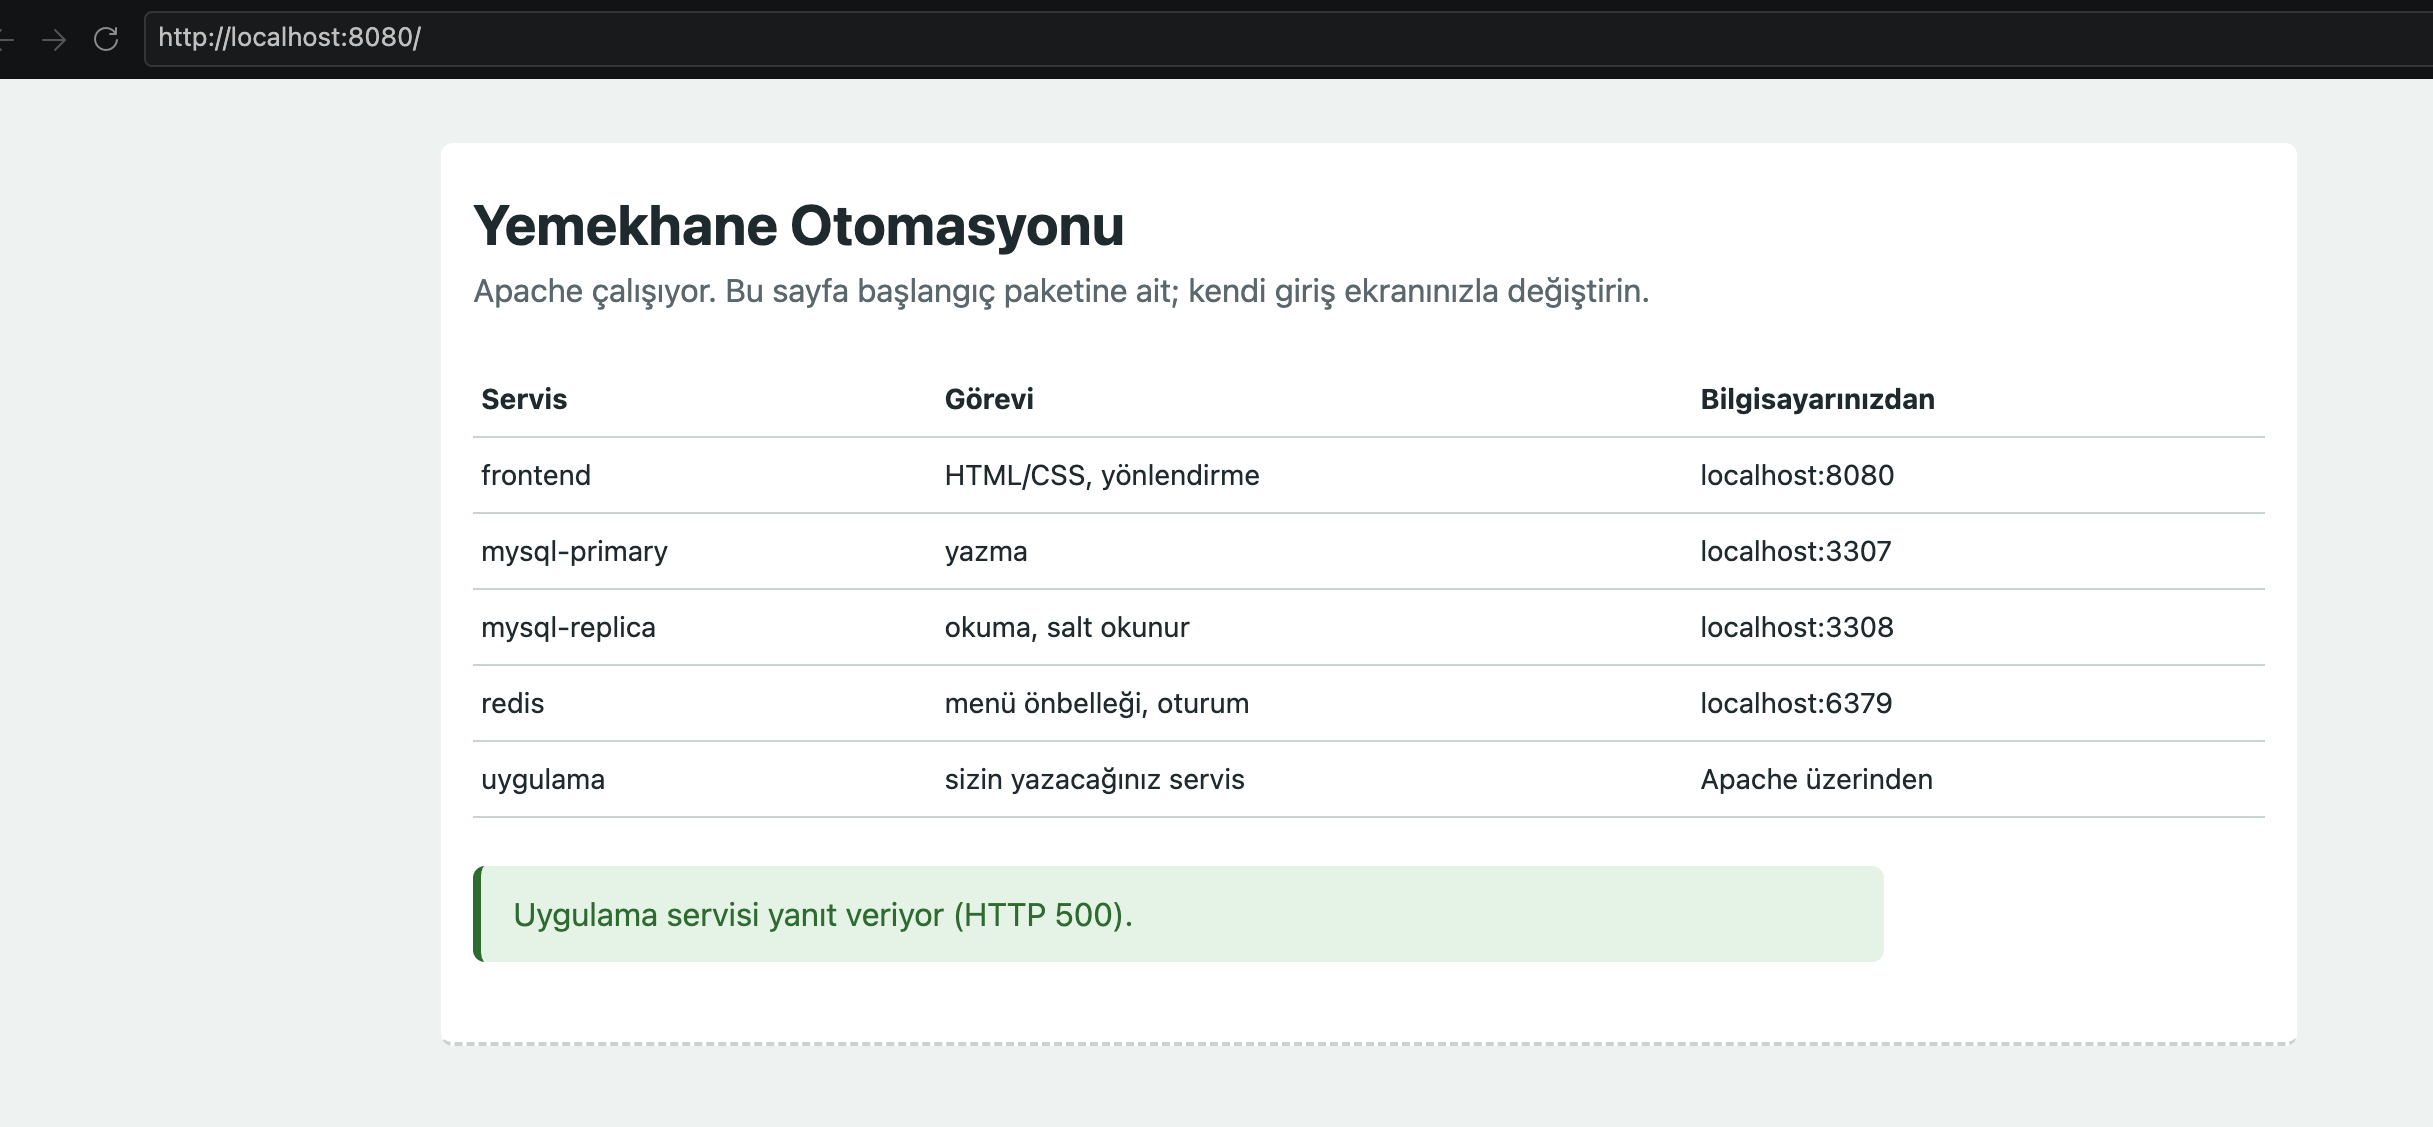 http://localhost:8080/
Yemekhane Otomasyonu
Apache çalışıyor. Bu sayfa başlangıç paketine ait; kendi giriş ekranınızla değiştirin.
Servis Görevi Bilgisayarınızdan
frontend HTML/CSS, yönlendirme localhost:8080
mysql-primary yazma localhost:3307
mysql-replica okuma, salt okunur localhost:3308
redis menü önbelleği, oturum localhost:6379
uygulama sizin yazacağınız servis Apache üzerinden
Uygulama servisi yanıt veriyor (HTTP 500).